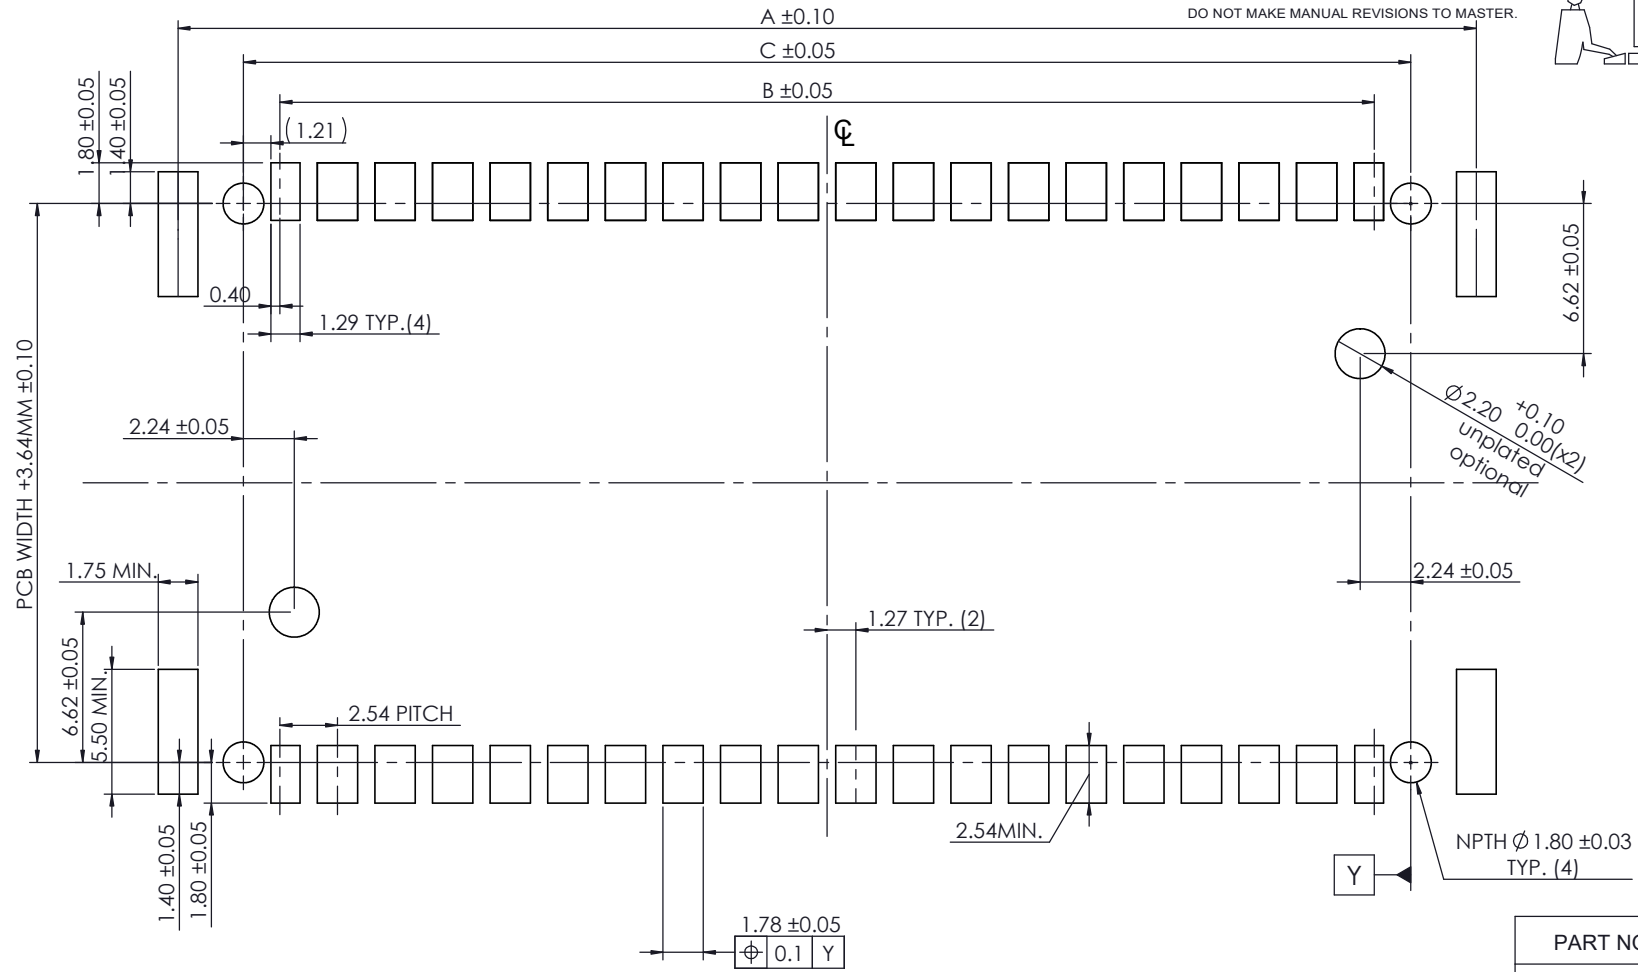 DO NOT MAKE MANUAL REVISIONS TO MASTER.
A ±0.10
C ±0.05
B ±0.05
1.80 ±0.05
1.40 ±0.05
(1.21)
℄
0.40
1.29 TYP.(4)
6.62 ±0.05
PCB WIDTH +3.64MM ±0.10
2.24 ±0.05
Ø2.20 +0.10
0.00(x2)
unplated
optional
1.75 MIN.
2.24 ±0.05
1.27 TYP. (2)
6.62 ±0.05
5.50 MIN.
2.54 PITCH
2.54MIN.
1.40 ±0.05
1.80 ±0.05
NPTH Ø 1.80 ±0.03
TYP. (4)
Y
1.78 ±0.05
⌖ 0.1 Y